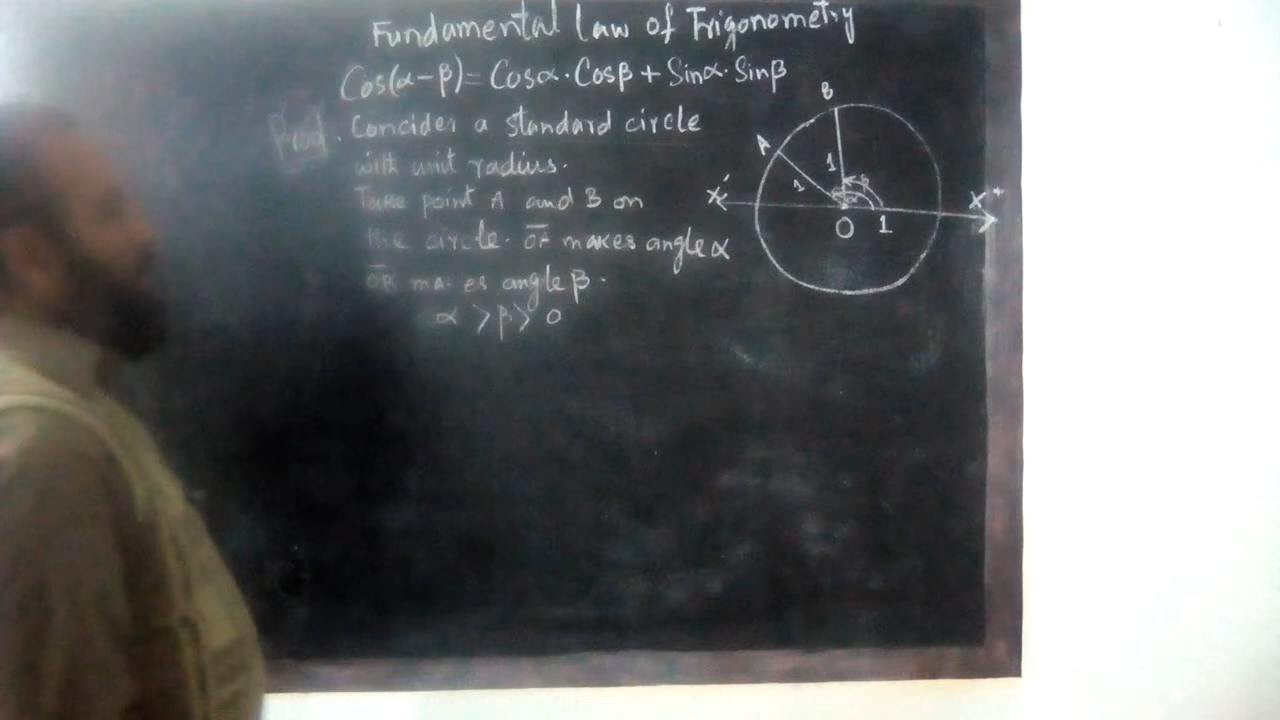 Fundamental Law of Trigonometry
Cos(α-β) = Cosα.Cosβ + Sinα.Sinβ
Proof. Concider a standard circle
with unit radius.
Take point A and B on
the circle. OA makes angle α
OB makes angle β.
α > β > 0
B
A
1
1
β
α
X'
X+
O
1